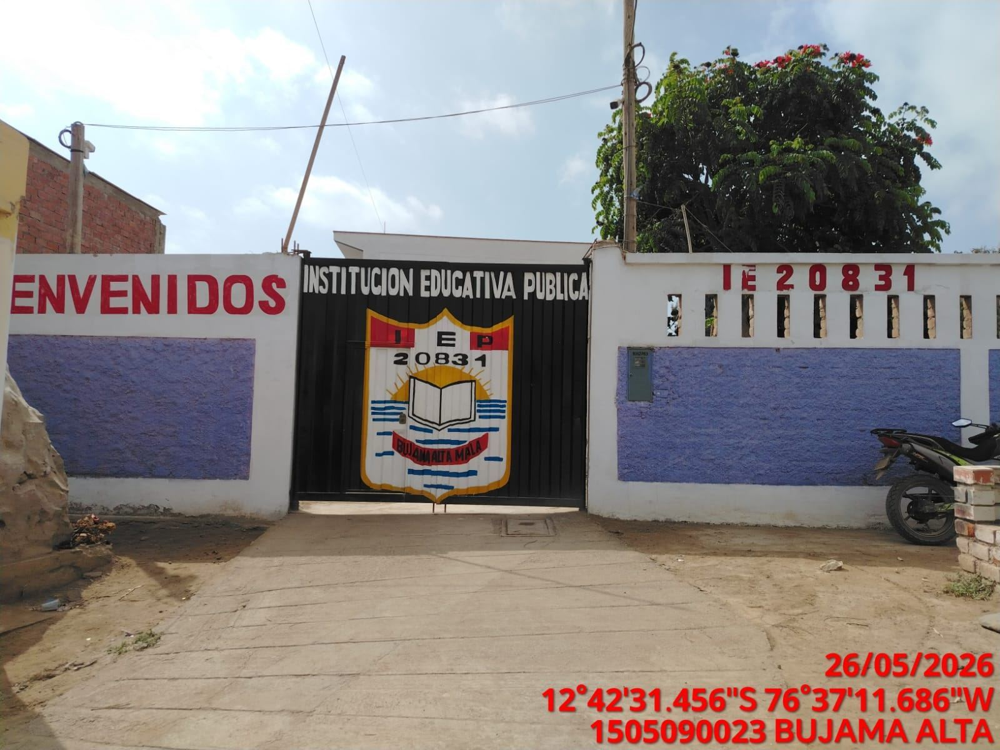 ENVENIDOS
INSTITUCION EDUCATIVA PUBLICA
I E 20831
I E P
20831
BUJAMA ALTA MALA
26/05/2026
12°42'31.456"S 76°37'11.686"W
1505090023 BUJAMA ALTA